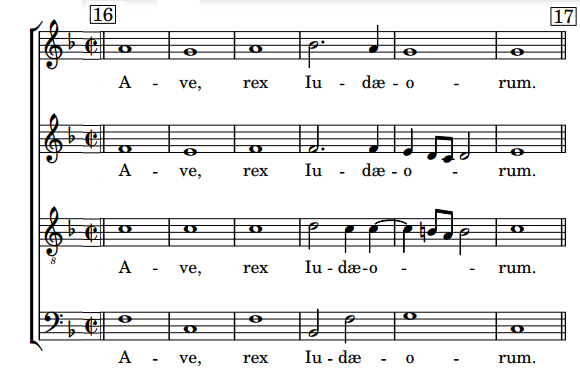 16 17
A - ve, rex Iu - dæ - o - rum.
A - ve, rex Iu - dæ - o - rum.
8
A - ve, rex Iu - dæ - o - - rum.
A - ve, rex Iu - dæ - o - rum.